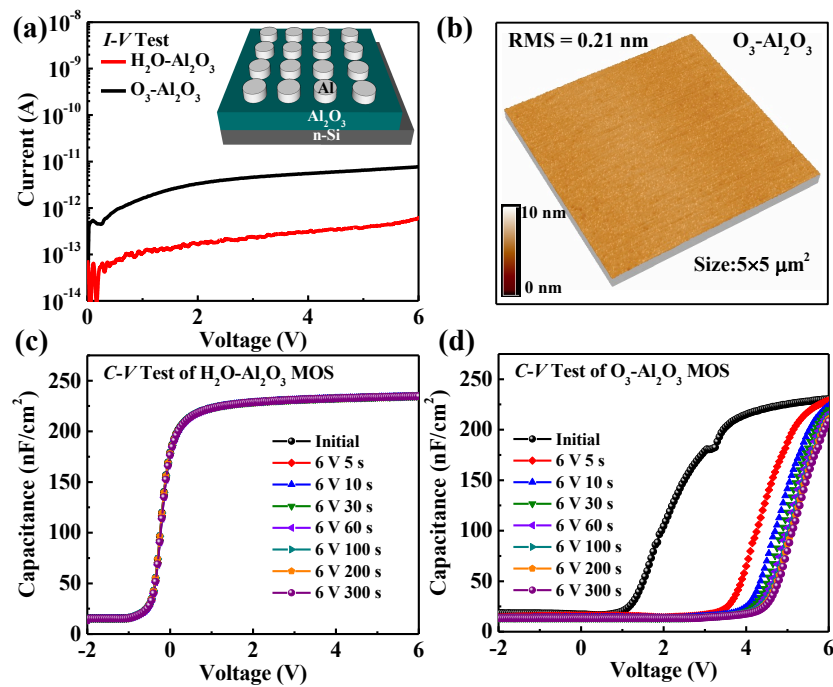 (a)
I-V Test
H₂O–Al₂O₃
O₃–Al₂O₃
Al
Al₂O₃
n-Si
10⁻⁸
10⁻⁹
10⁻¹⁰
10⁻¹¹
10⁻¹²
10⁻¹³
10⁻¹⁴
Current (A)
0 2 4 6
Voltage (V)
(b)
RMS = 0.21 nm
O₃–Al₂O₃
10 nm
0 nm
Size:5×5 μm²
(c)
C-V Test of H₂O–Al₂O₃ MOS
Initial
6 V 5 s
6 V 10 s
6 V 30 s
6 V 60 s
6 V 100 s
6 V 200 s
6 V 300 s
250
200
150
100
50
0
Capacitance (nF/cm²)
-2 0 2 4 6
Voltage (V)
(d)
C-V Test of O₃–Al₂O₃ MOS
Initial
6 V 5 s
6 V 10 s
6 V 30 s
6 V 60 s
6 V 100 s
6 V 200 s
6 V 300 s
250
200
150
100
50
0
Capacitance (nF/cm²)
-2 0 2 4 6
Voltage (V)